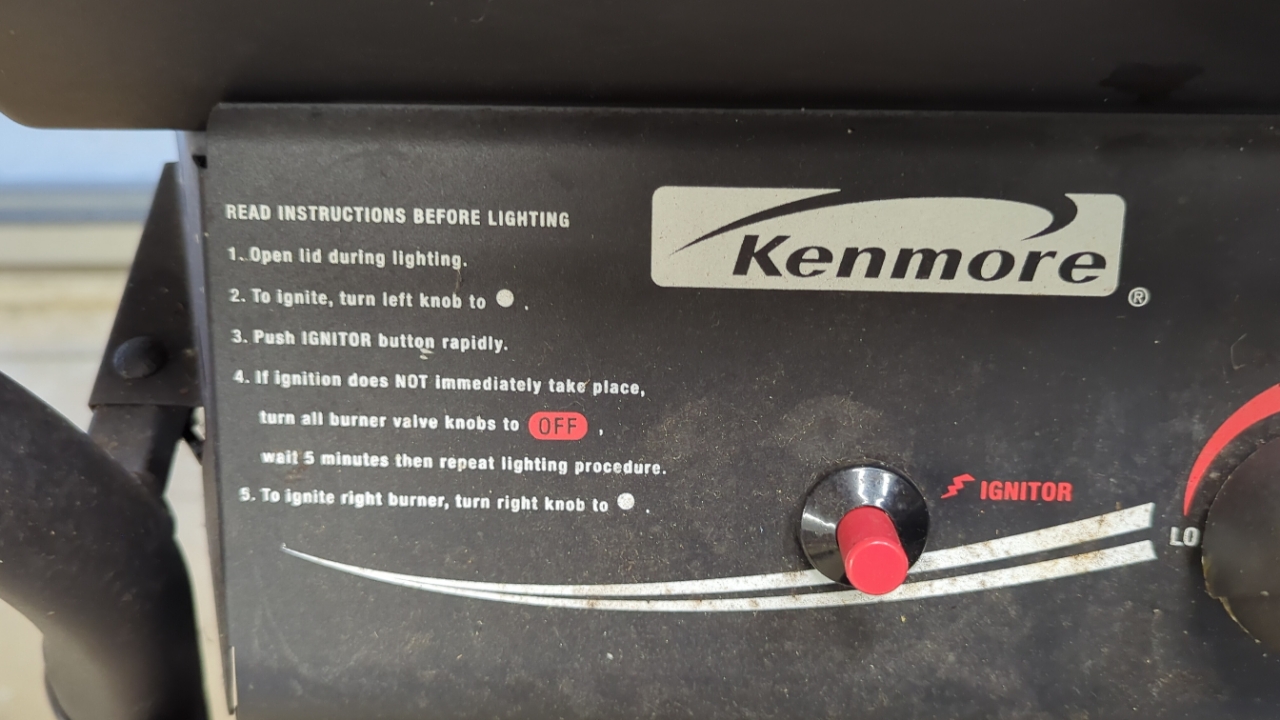 READ INSTRUCTIONS BEFORE LIGHTING
1. Open lid during lighting.
2. To ignite, turn left knob to ● .
3. Push IGNITOR button rapidly.
4. If ignition does NOT immediately take place,
turn all burner valve knobs to OFF ,
wait 5 minutes then repeat lighting procedure.
5. To ignite right burner, turn right knob to ● .
Kenmore ®
IGNITOR
LO